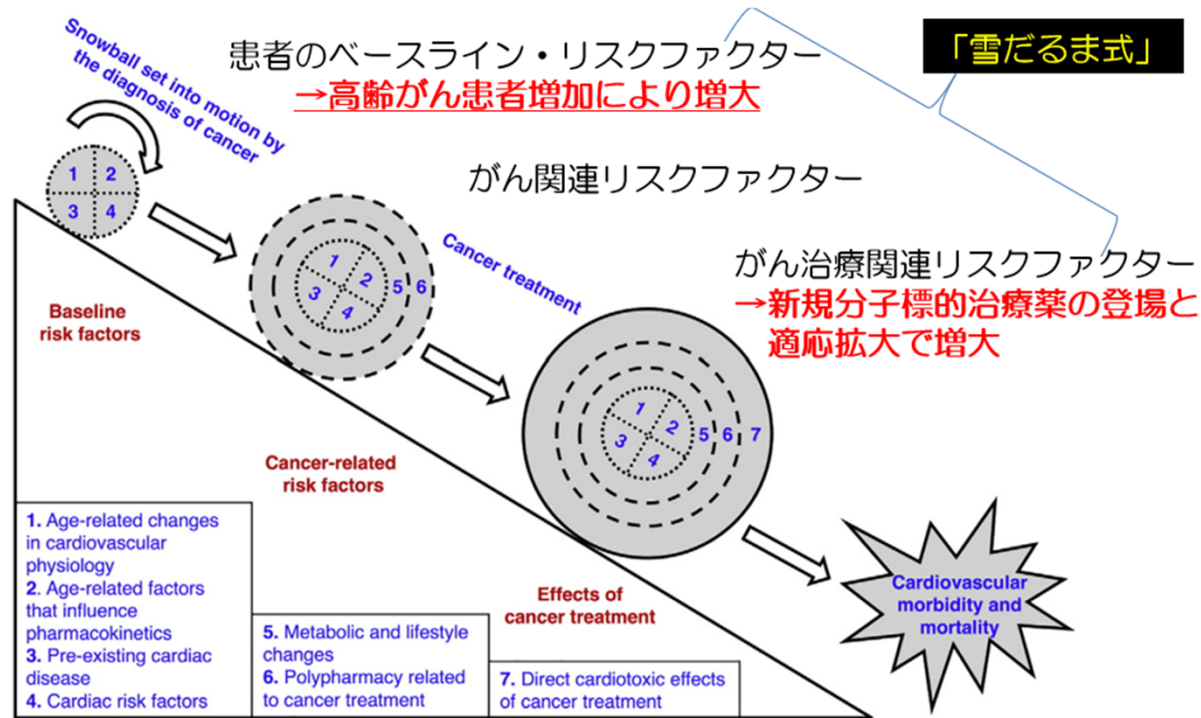 「雪だるま式」
患者のベースライン・リスクファクター
→高齢がん患者増加により増大
Snowball set into motion by
the diagnosis of cancer
1 2
3 4
がん関連リスクファクター
Cancer treatment
1
2
3
4
5 6
がん治療関連リスクファクター
→新規分子標的治療薬の登場と
適応拡大で増大
Baseline
risk factors
1
2
3
4
5 6 7
Cancer-related
risk factors
Effects of
cancer treatment
Cardiovascular
morbidity and
mortality
1. Age-related changes
in cardiovascular
physiology
2. Age-related factors
that influence
pharmacokinetics
3. Pre-existing cardiac
disease
4. Cardiac risk factors
5. Metabolic and lifestyle
changes
6. Polypharmacy related
to cancer treatment
7. Direct cardiotoxic effects
of cancer treatment